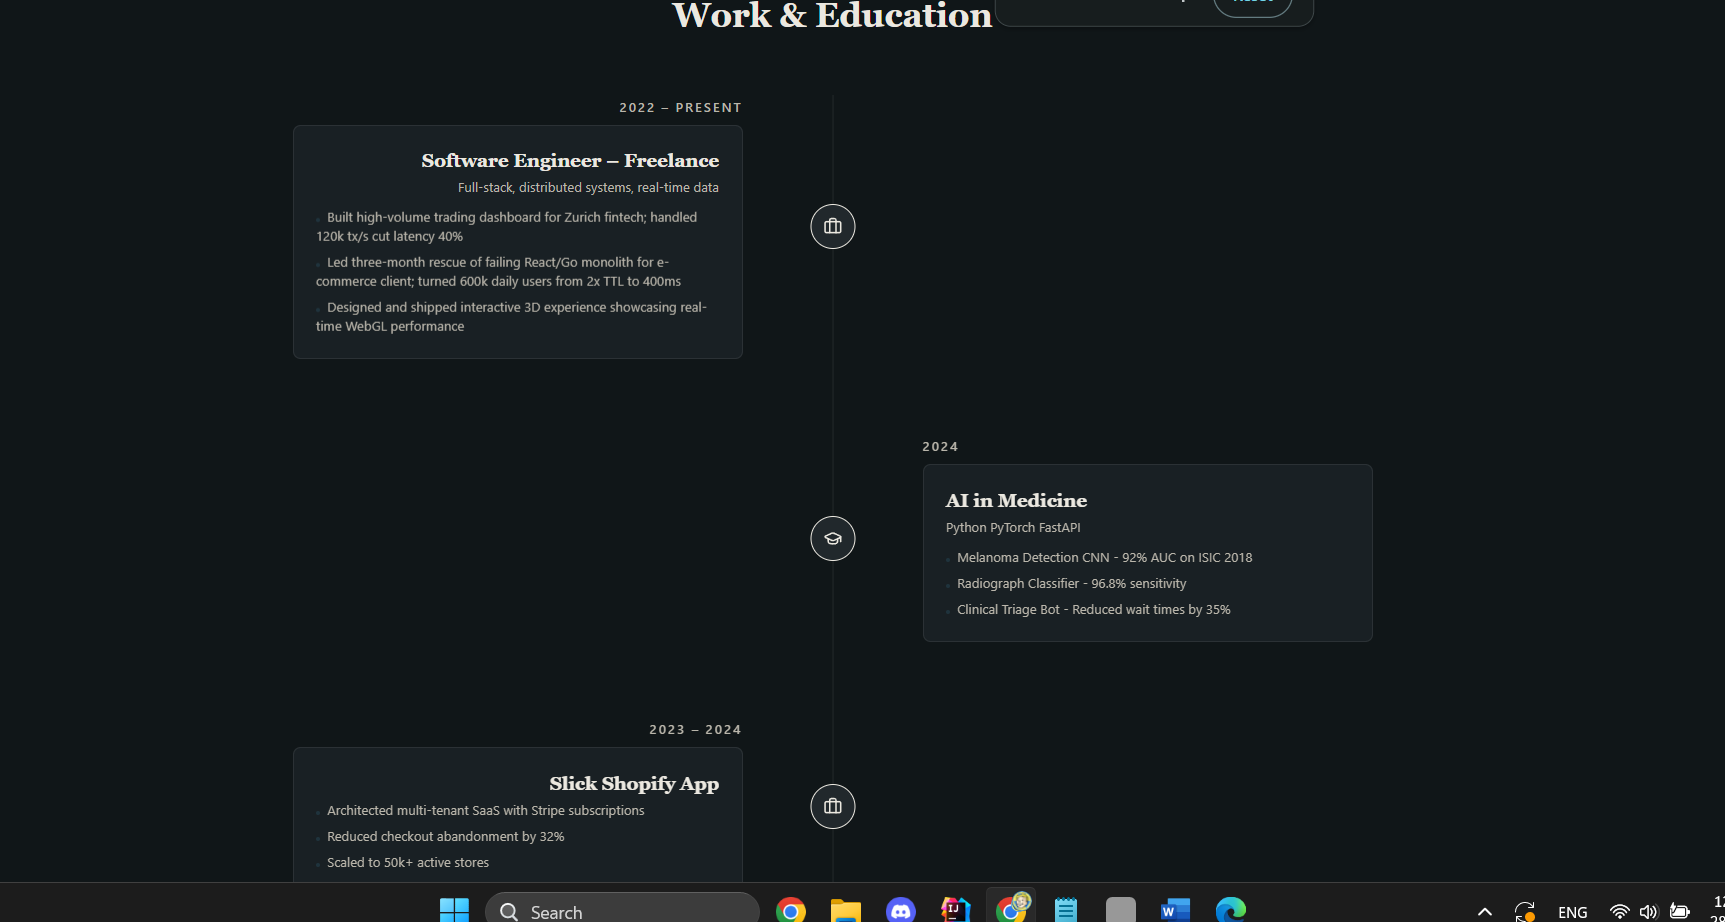 Work & Education
2022 – PRESENT
Software Engineer – Freelance
Full-stack, distributed systems, real-time data
Built high-volume trading dashboard for Zurich fintech; handled
120k tx/s cut latency 40%
Led three-month rescue of failing React/Go monolith for e-
commerce client; turned 600k daily users from 2x TTL to 400ms
Designed and shipped interactive 3D experience showcasing real-
time WebGL performance
2024
AI in Medicine
Python PyTorch FastAPI
Melanoma Detection CNN - 92% AUC on ISIC 2018
Radiograph Classifier - 96.8% sensitivity
Clinical Triage Bot - Reduced wait times by 35%
2023 – 2024
Slick Shopify App
Architected multi-tenant SaaS with Stripe subscriptions
Reduced checkout abandonment by 32%
Scaled to 50k+ active stores
Search
IJ
W
ENG